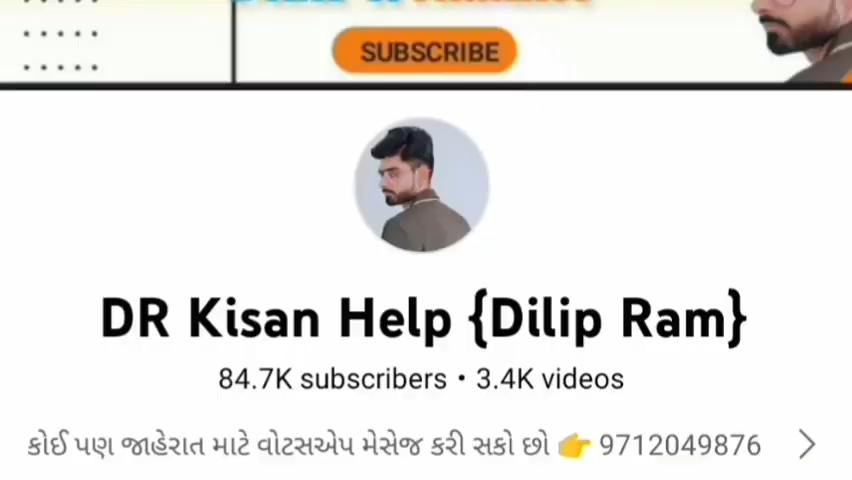 SUBSCRIBE
DR Kisan Help {Dilip Ram}
84.7K subscribers • 3.4K videos
કોઈ પણ જાહેરાત માટે વોટસએપ મેસેજ કરી સકો છો 👉 9712049876